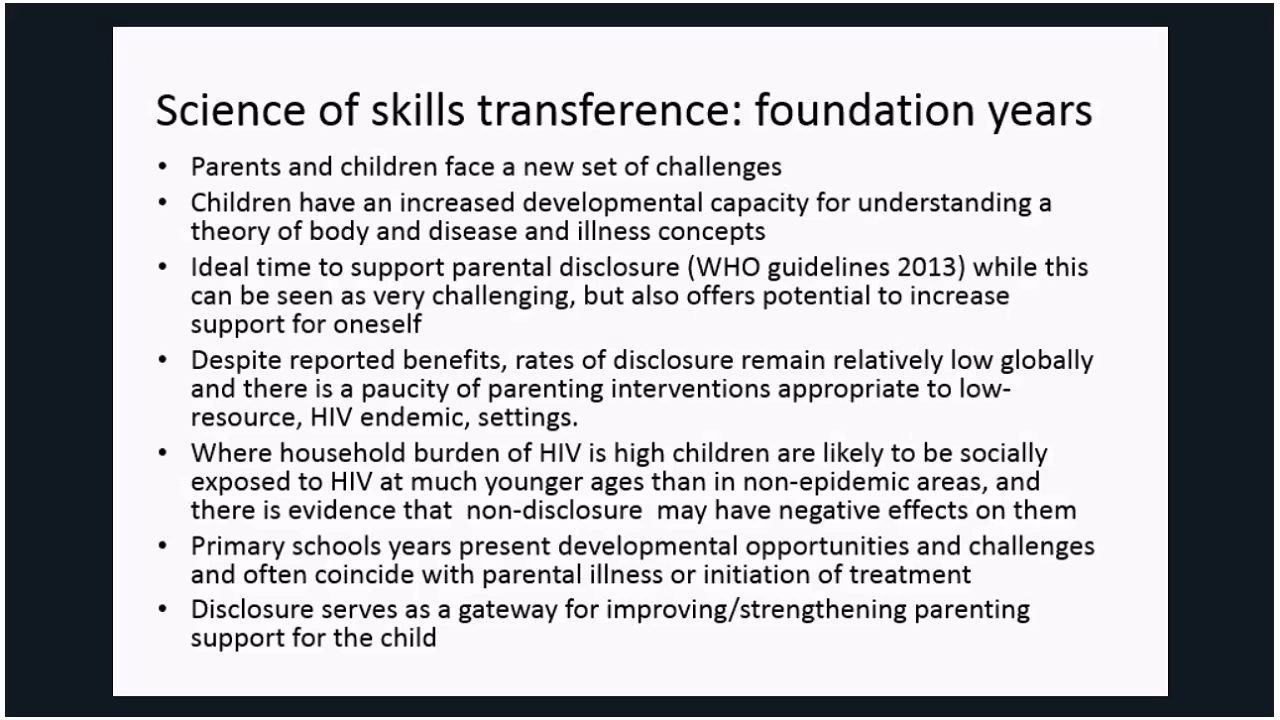 Science of skills transference: foundation years
• Parents and children face a new set of challenges
• Children have an increased developmental capacity for understanding a
theory of body and disease and illness concepts
• Ideal time to support parental disclosure (WHO guidelines 2013) while this
can be seen as very challenging, but also offers potential to increase
support for oneself
• Despite reported benefits, rates of disclosure remain relatively low globally
and there is a paucity of parenting interventions appropriate to low-
resource, HIV endemic, settings.
• Where household burden of HIV is high children are likely to be socially
exposed to HIV at much younger ages than in non-epidemic areas, and
there is evidence that  non-disclosure  may have negative effects on them
• Primary schools years present developmental opportunities and challenges
and often coincide with parental illness or initiation of treatment
• Disclosure serves as a gateway for improving/strengthening parenting
support for the child